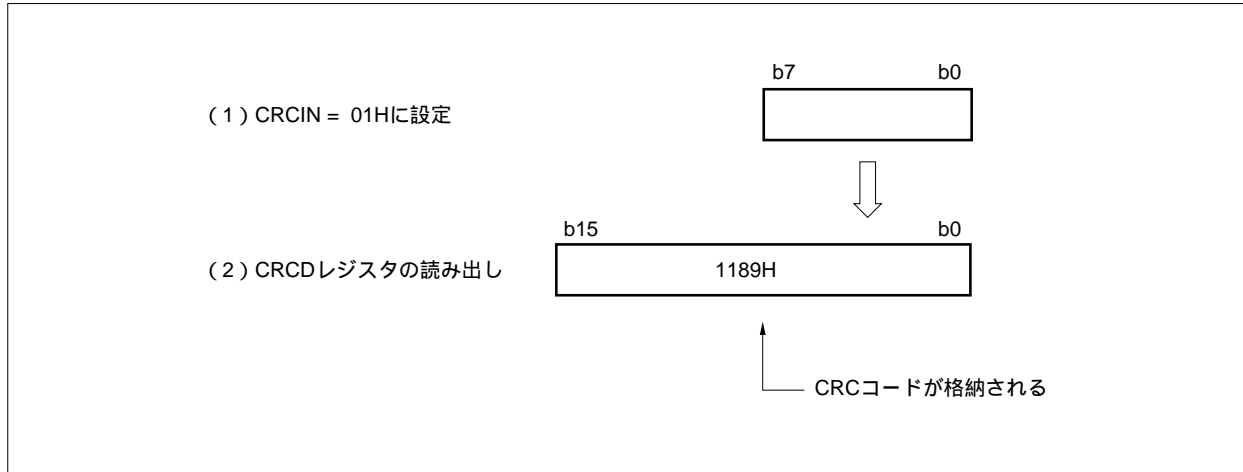 b7 b0
(1)CRCIN = 01Hに設定
b15 b0
(2)CRCDレジスタの読み出し 1189H
CRCコードが格納される